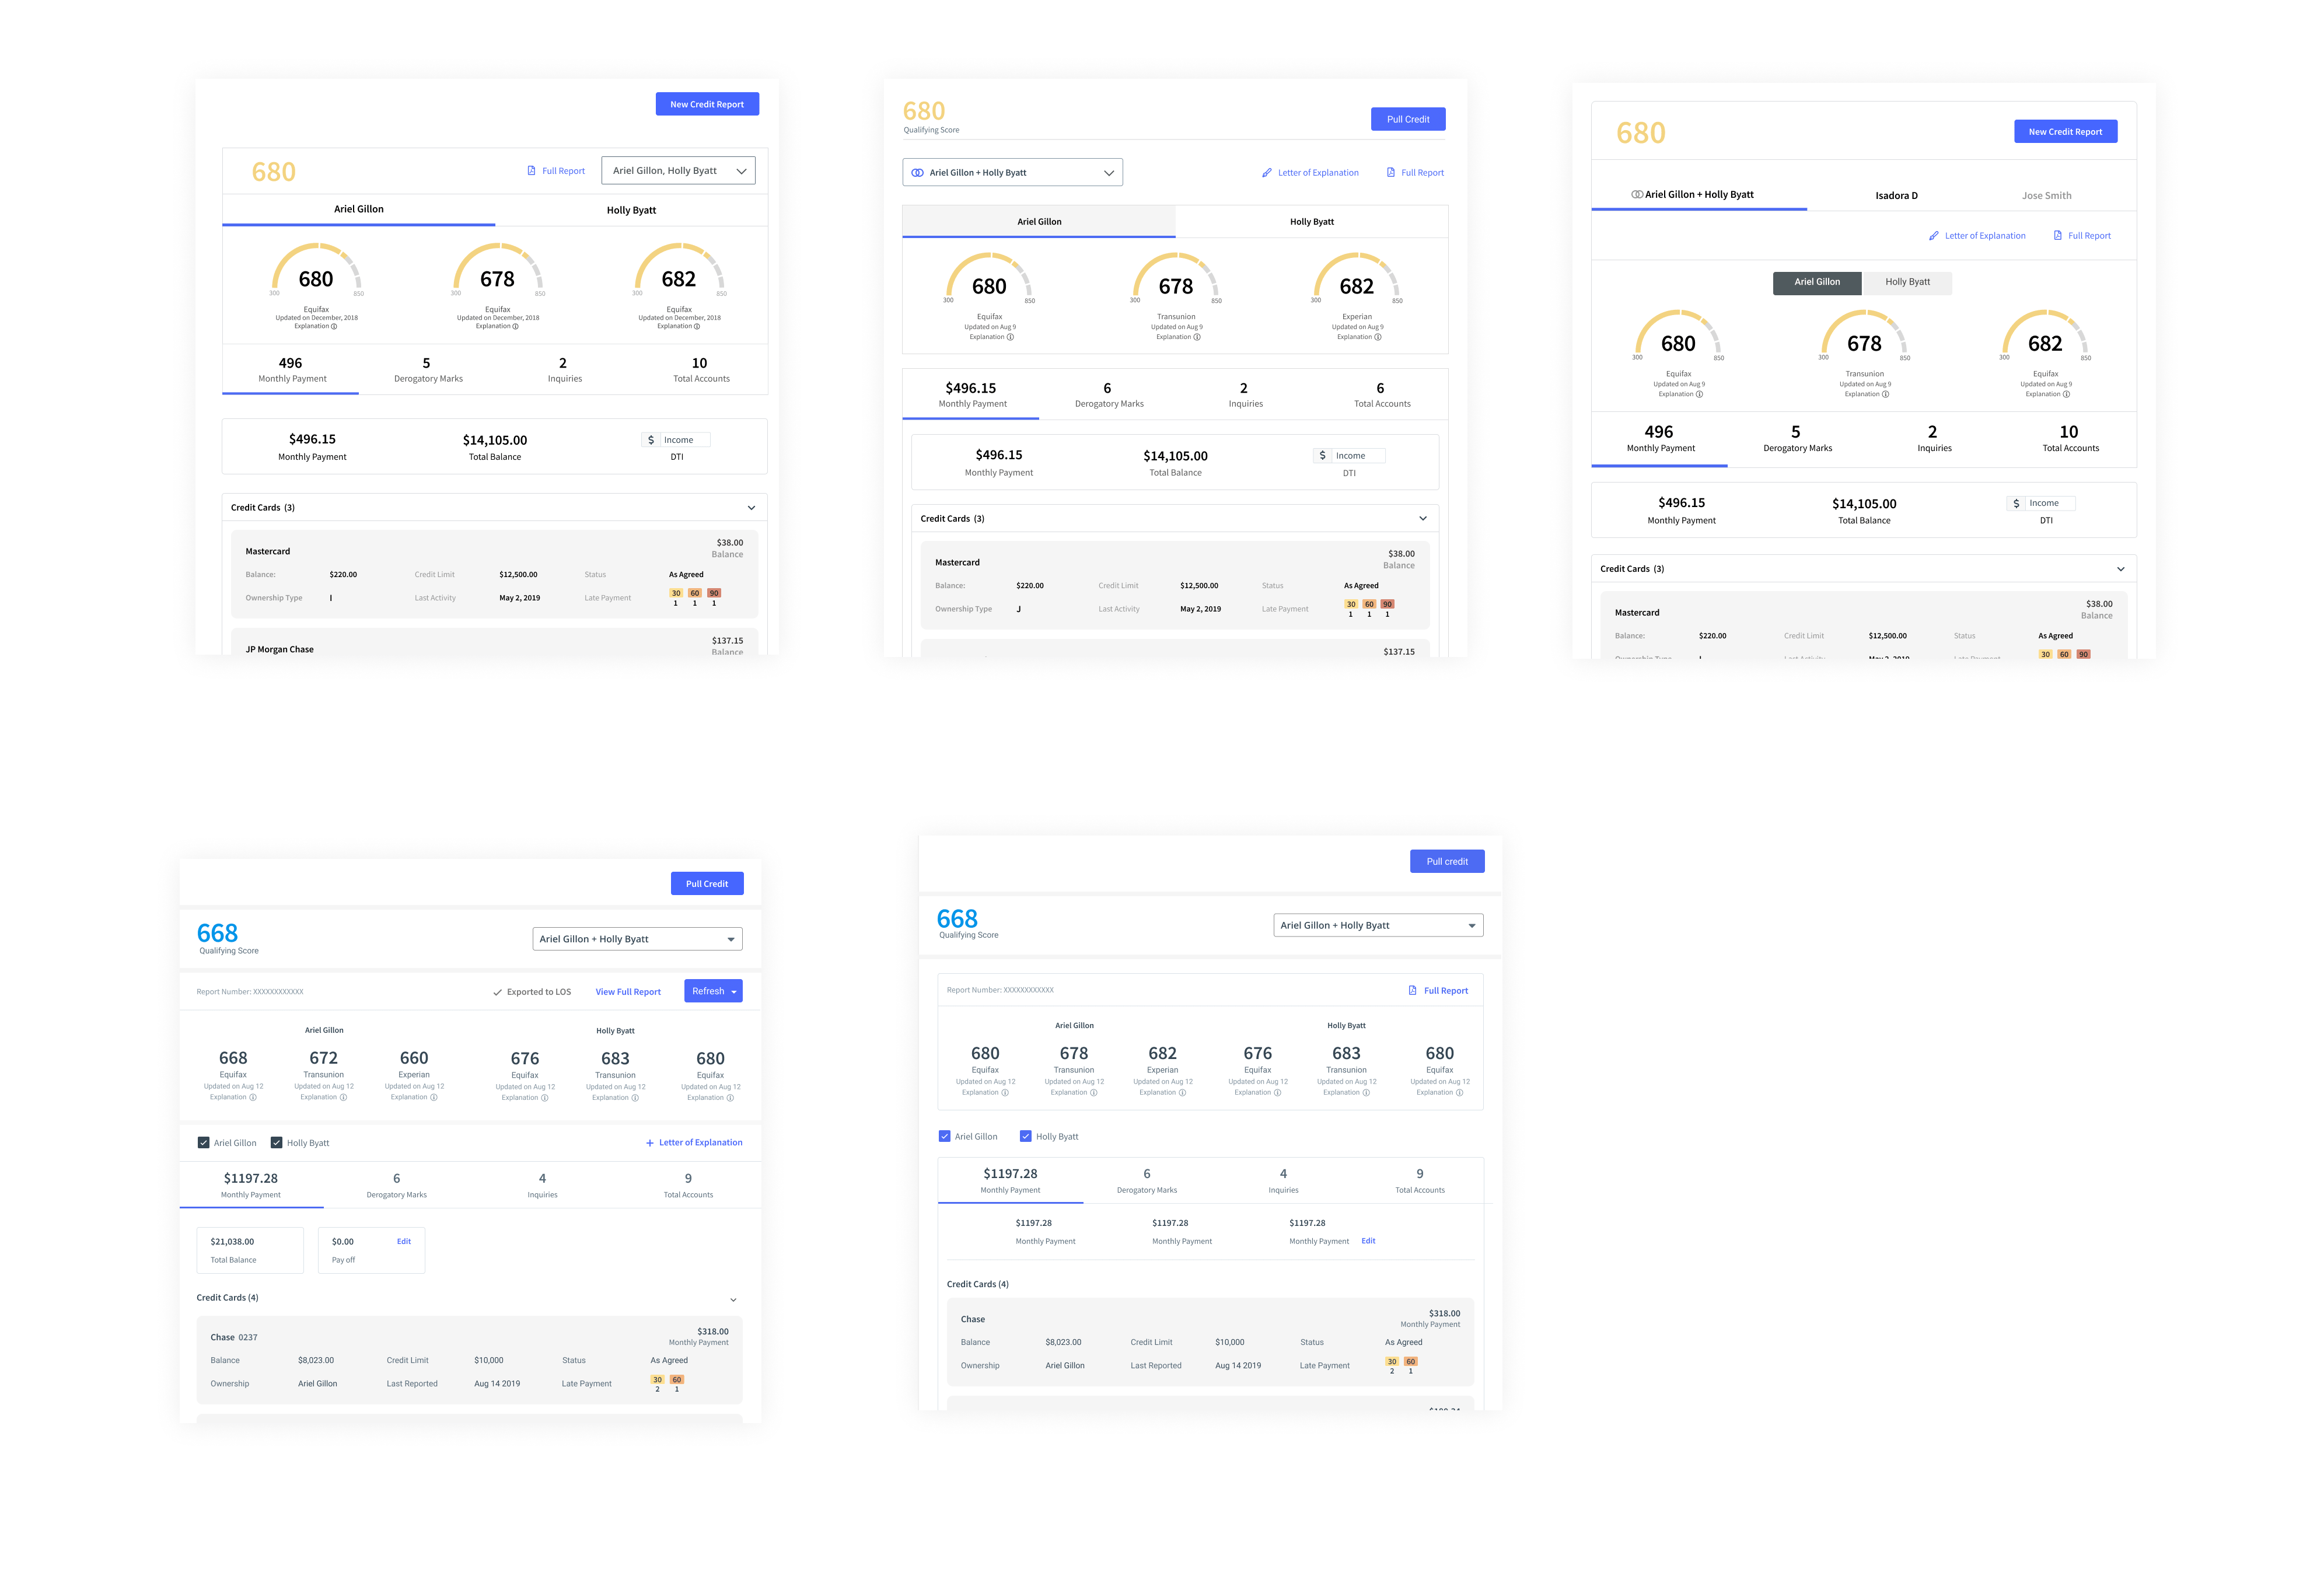 New Credit Report
680
Full Report
Ariel Gillon, Holly Byatt
Ariel Gillon Holly Byatt
680 678 682
300 850 300 850 300 850
Equifax Equifax Equifax
Updated on December, 2018 Updated on December, 2018 Updated on December, 2018
Explanation Explanation Explanation
496 5 2 10
Monthly Payment Derogatory Marks Inquiries Total Accounts
$496.15 $14,105.00 $ Income
Monthly Payment Total Balance DTI
Credit Cards (3)
Mastercard
$38.00
Balance
Balance: $220.00 Credit Limit $12,500.00 Status As Agreed
Ownership Type I Last Activity May 2, 2019 Late Payment 30 60 90
1 1 1
JP Morgan Chase
$137.15
Balance
680
Qualifying Score
Pull Credit
Ariel Gillon + Holly Byatt
Letter of Explanation Full Report
Ariel Gillon Holly Byatt
680 678 682
300 850 300 850 300 850
Equifax Transunion Experian
Updated on Aug 9 Updated on Aug 9 Updated on Aug 9
Explanation Explanation Explanation
$496.15 6 2 6
Monthly Payment Derogatory Marks Inquiries Total Accounts
$496.15 $14,105.00 $ Income
Monthly Payment Total Balance DTI
Credit Cards (3)
Mastercard
$38.00
Balance
Balance: $220.00 Credit Limit $12,500.00 Status As Agreed
Ownership Type J Last Activity May 2, 2019 Late Payment 30 60 90
1 1 1
$137.15
680
New Credit Report
Ariel Gillon + Holly Byatt Isadora D Jose Smith
Letter of Explanation Full Report
Ariel Gillon Holly Byatt
680 678 682
300 850 300 850 300 850
Equifax Transunion Equifax
Updated on Aug 9 Updated on Aug 9 Updated on Aug 9
Explanation Explanation Explanation
496 5 2 10
Monthly Payment Derogatory Marks Inquiries Total Accounts
$496.15 $14,105.00 $ Income
Monthly Payment Total Balance DTI
Credit Cards (3)
Mastercard
$38.00
Balance
Balance: $220.00 Credit Limit $12,500.00 Status As Agreed
Ownership Type Last Activity May 2, 2019 Late Payment 30 60 90
Pull Credit
668
Qualifying Score
Ariel Gillon + Holly Byatt
Report Number: XXXXXXXXXXXX
Exported to LOS View Full Report Refresh
Ariel Gillon Holly Byatt
668 672 660 676 683 680
Equifax Transunion Experian Equifax Transunion Equifax
Updated on Aug 12 Updated on Aug 12 Updated on Aug 12 Updated on Aug 12 Updated on Aug 12 Updated on Aug 12
Explanation Explanation Explanation Explanation Explanation Explanation
Ariel Gillon Holly Byatt + Letter of Explanation
$1197.28 6 4 9
Monthly Payment Derogatory Marks Inquiries Total Accounts
$21,038.00 $0.00 Edit
Total Balance Pay off
Credit Cards (4)
Chase 0237
$318.00
Monthly Payment
Balance $8,023.00 Credit Limit $10,000 Status As Agreed
Ownership Ariel Gillon Last Reported Aug 14 2019 Late Payment 30 60
2 1
Pull credit
668
Qualifying Score
Ariel Gillon + Holly Byatt
Report Number: XXXXXXXXXXXX
Full Report
Ariel Gillon Holly Byatt
680 678 682 676 683 680
Equifax Transunion Experian Equifax Transunion Equifax
Updated on Aug 12 Updated on Aug 12 Updated on Aug 12 Updated on Aug 12 Updated on Aug 12 Updated on Aug 12
Explanation Explanation Explanation Explanation Explanation Explanation
Ariel Gillon Holly Byatt
$1197.28 6 4 9
Monthly Payment Derogatory Marks Inquiries Total Accounts
$1197.28 $1197.28 $1197.28
Monthly Payment Monthly Payment Monthly Payment Edit
Credit Cards (4)
Chase
$318.00
Monthly Payment
Balance $8,023.00 Credit Limit $10,000 Status As Agreed
Ownership Ariel Gillon Last Reported Aug 14 2019 Late Payment 30 60
2 1